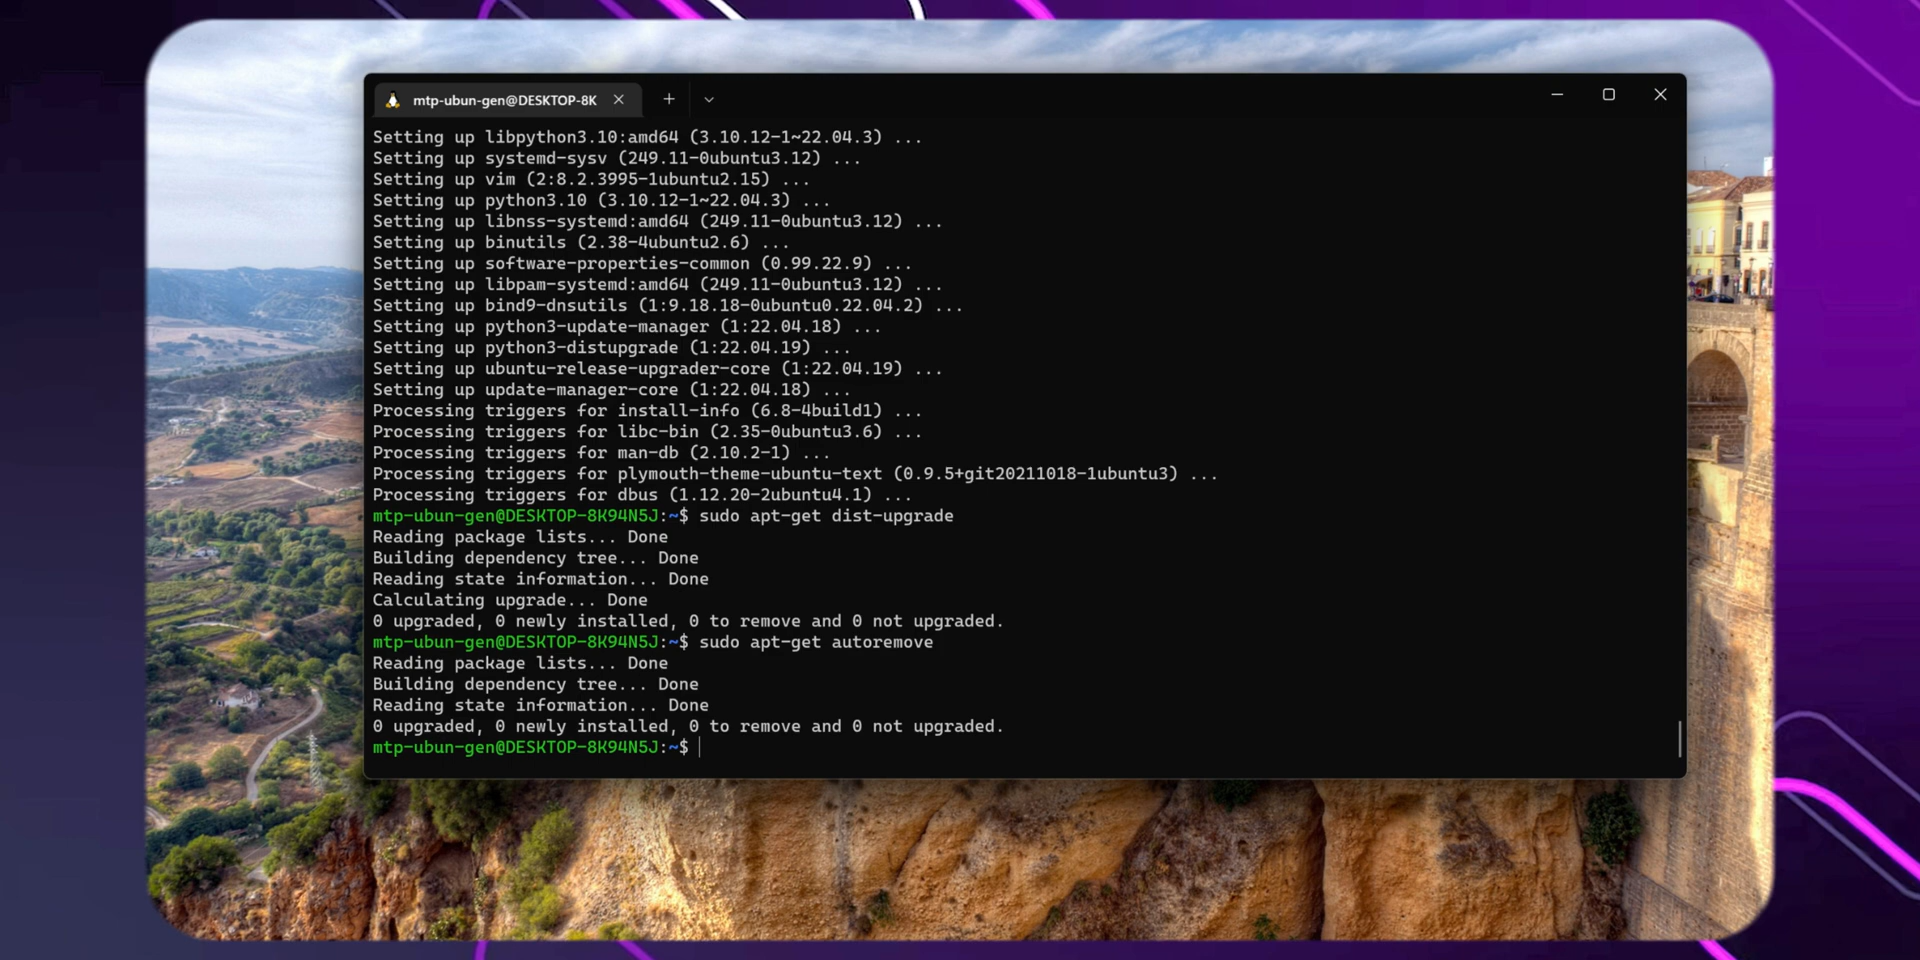 mtp-ubun-gen@DESKTOP-8K
Setting up libpython3.10:amd64 (3.10.12-1~22.04.3) ...
Setting up systemd-sysv (249.11-0ubuntu3.12) ...
Setting up vim (2:8.2.3995-1ubuntu2.15) ...
Setting up python3.10 (3.10.12-1~22.04.3) ...
Setting up libnss-systemd:amd64 (249.11-0ubuntu3.12) ...
Setting up binutils (2.38-4ubuntu2.6) ...
Setting up software-properties-common (0.99.22.9) ...
Setting up libpam-systemd:amd64 (249.11-0ubuntu3.12) ...
Setting up bind9-dnsutils (1:9.18.18-0ubuntu0.22.04.2) ...
Setting up python3-update-manager (1:22.04.18) ...
Setting up python3-distupgrade (1:22.04.19) ...
Setting up ubuntu-release-upgrader-core (1:22.04.19) ...
Setting up update-manager-core (1:22.04.18) ...
Processing triggers for install-info (6.8-4build1) ...
Processing triggers for libc-bin (2.35-0ubuntu3.6) ...
Processing triggers for man-db (2.10.2-1) ...
Processing triggers for plymouth-theme-ubuntu-text (0.9.5+git20211018-1ubuntu3) ...
Processing triggers for dbus (1.12.20-2ubuntu4.1) ...
mtp-ubun-gen@DESKTOP-8K94N5J:~$ sudo apt-get dist-upgrade
Reading package lists... Done
Building dependency tree... Done
Reading state information... Done
Calculating upgrade... Done
0 upgraded, 0 newly installed, 0 to remove and 0 not upgraded.
mtp-ubun-gen@DESKTOP-8K94N5J:~$ sudo apt-get autoremove
Reading package lists... Done
Building dependency tree... Done
Reading state information... Done
0 upgraded, 0 newly installed, 0 to remove and 0 not upgraded.
mtp-ubun-gen@DESKTOP-8K94N5J:~$